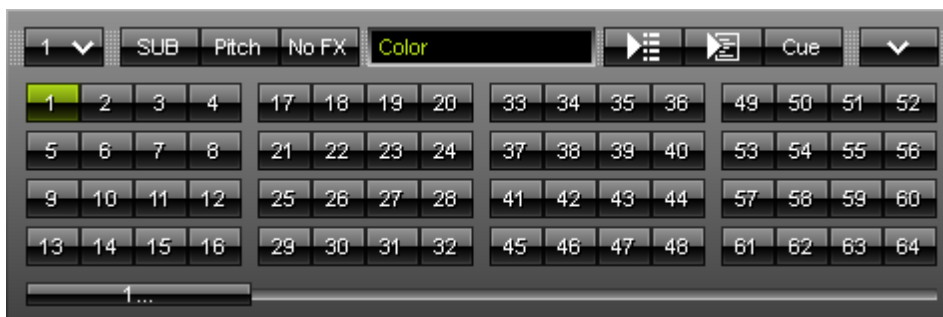 1 SUB Pitch No FX Color Cue
1 2 3 4 17 18 19 20 33 34 35 36 49 50 51 52
5 6 7 8 21 22 23 24 37 38 39 40 53 54 55 56
9 10 11 12 25 26 27 28 41 42 43 44 57 58 59 60
13 14 15 16 29 30 31 32 45 46 47 48 61 62 63 64
1...